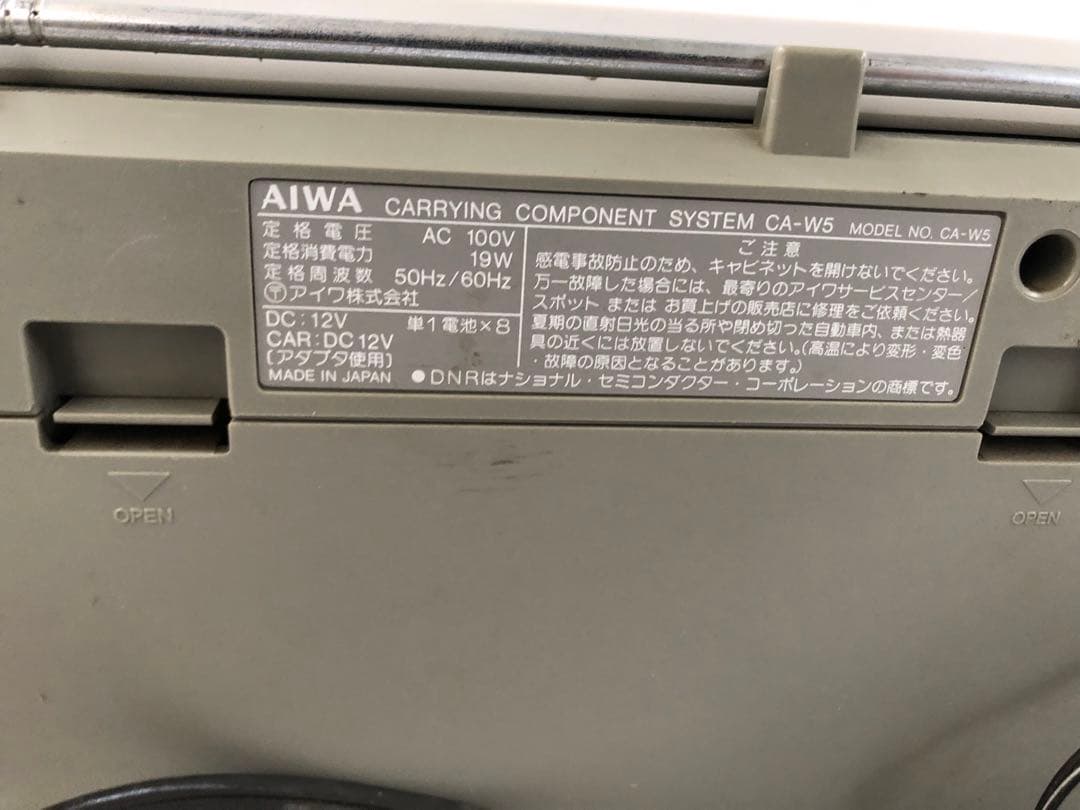 AIWA CARRYING COMPONENT SYSTEM CA-W5 MODEL NO. CA-W5
定格電圧 AC 100V
定格消費電力 19W
定格周波数 50Hz/60Hz
〒アイワ株式会社
DC:12V 単1電池×8
CAR:DC12V
〔アダプタ使用〕
MADE IN JAPAN
ご注意
感電事故防止のため、キャビネットを開けないでください。
万一故障した場合には、最寄りのアイワサービスセンター/
スポット または お買上げの販売店に修理をご依頼ください。
夏期の直射日光の当る所や閉め切った自動車内、または熱器
具の近くには放置しないでください。(高温により変形・変色
・故障の原因となることがあります。)
●DNRはナショナル・セミコンダクター・コーポレーションの商標です。
OPEN
OPEN